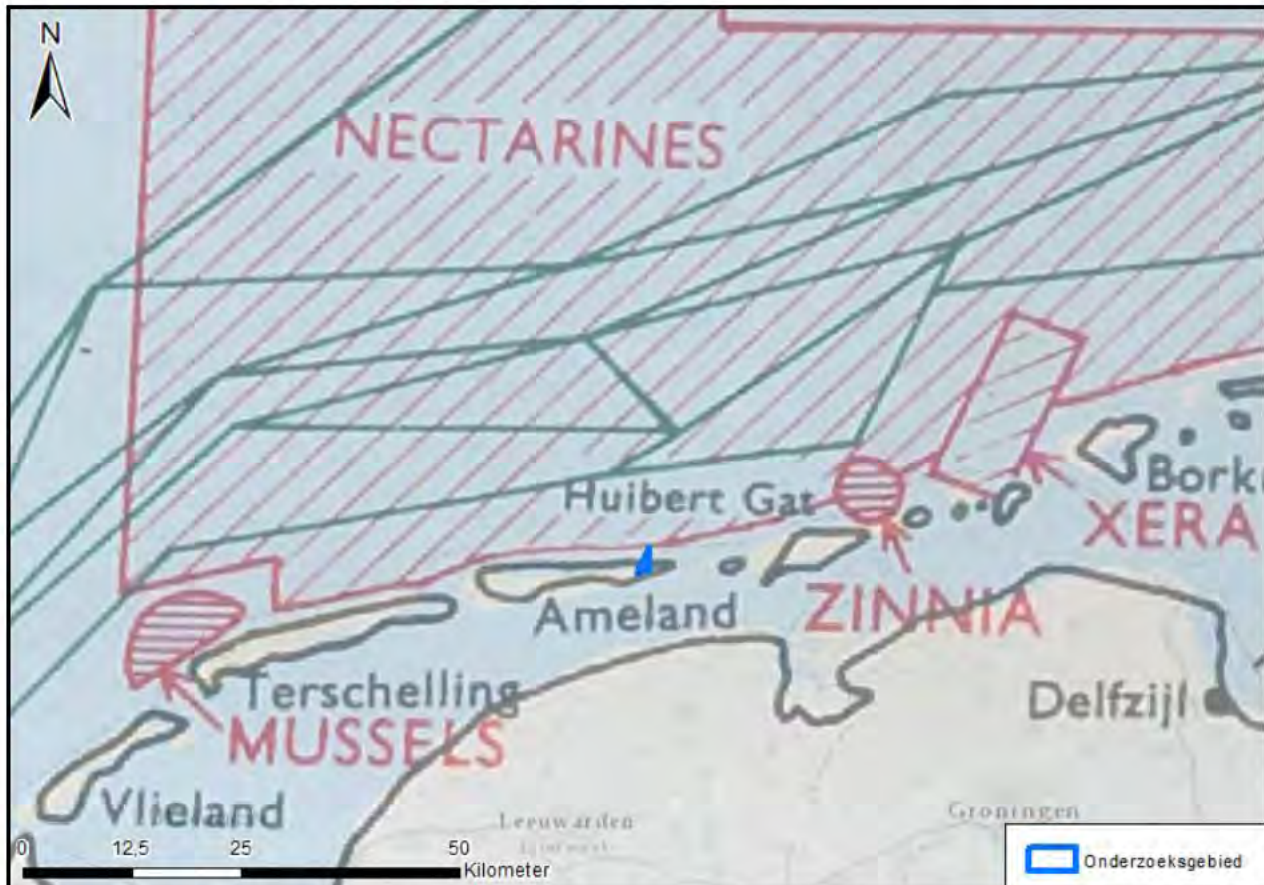 N
NECTARINES
Huibert Gat
Borku
XERA
Ameland
ZINNIA
Terschelling
Delfzijl
MUSSELS
Vlieland
Leeuwarden
Groningen
0 12,5 25 50
Kilometer
Onderzoeksgebied